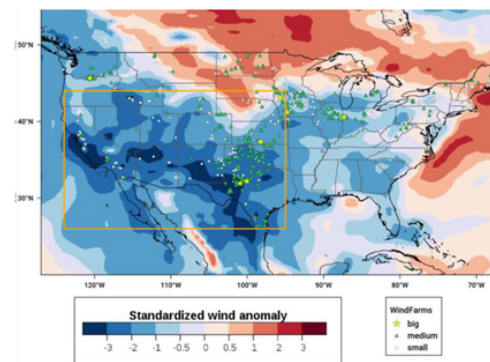 50°N
40°N
30°N
120°W 110°W 100°W 90°W 80°W 70°W
Standardized wind anomaly
-3 -2 -1 -0.5 0.5 1 2 3
WindFarms
big
medium
small